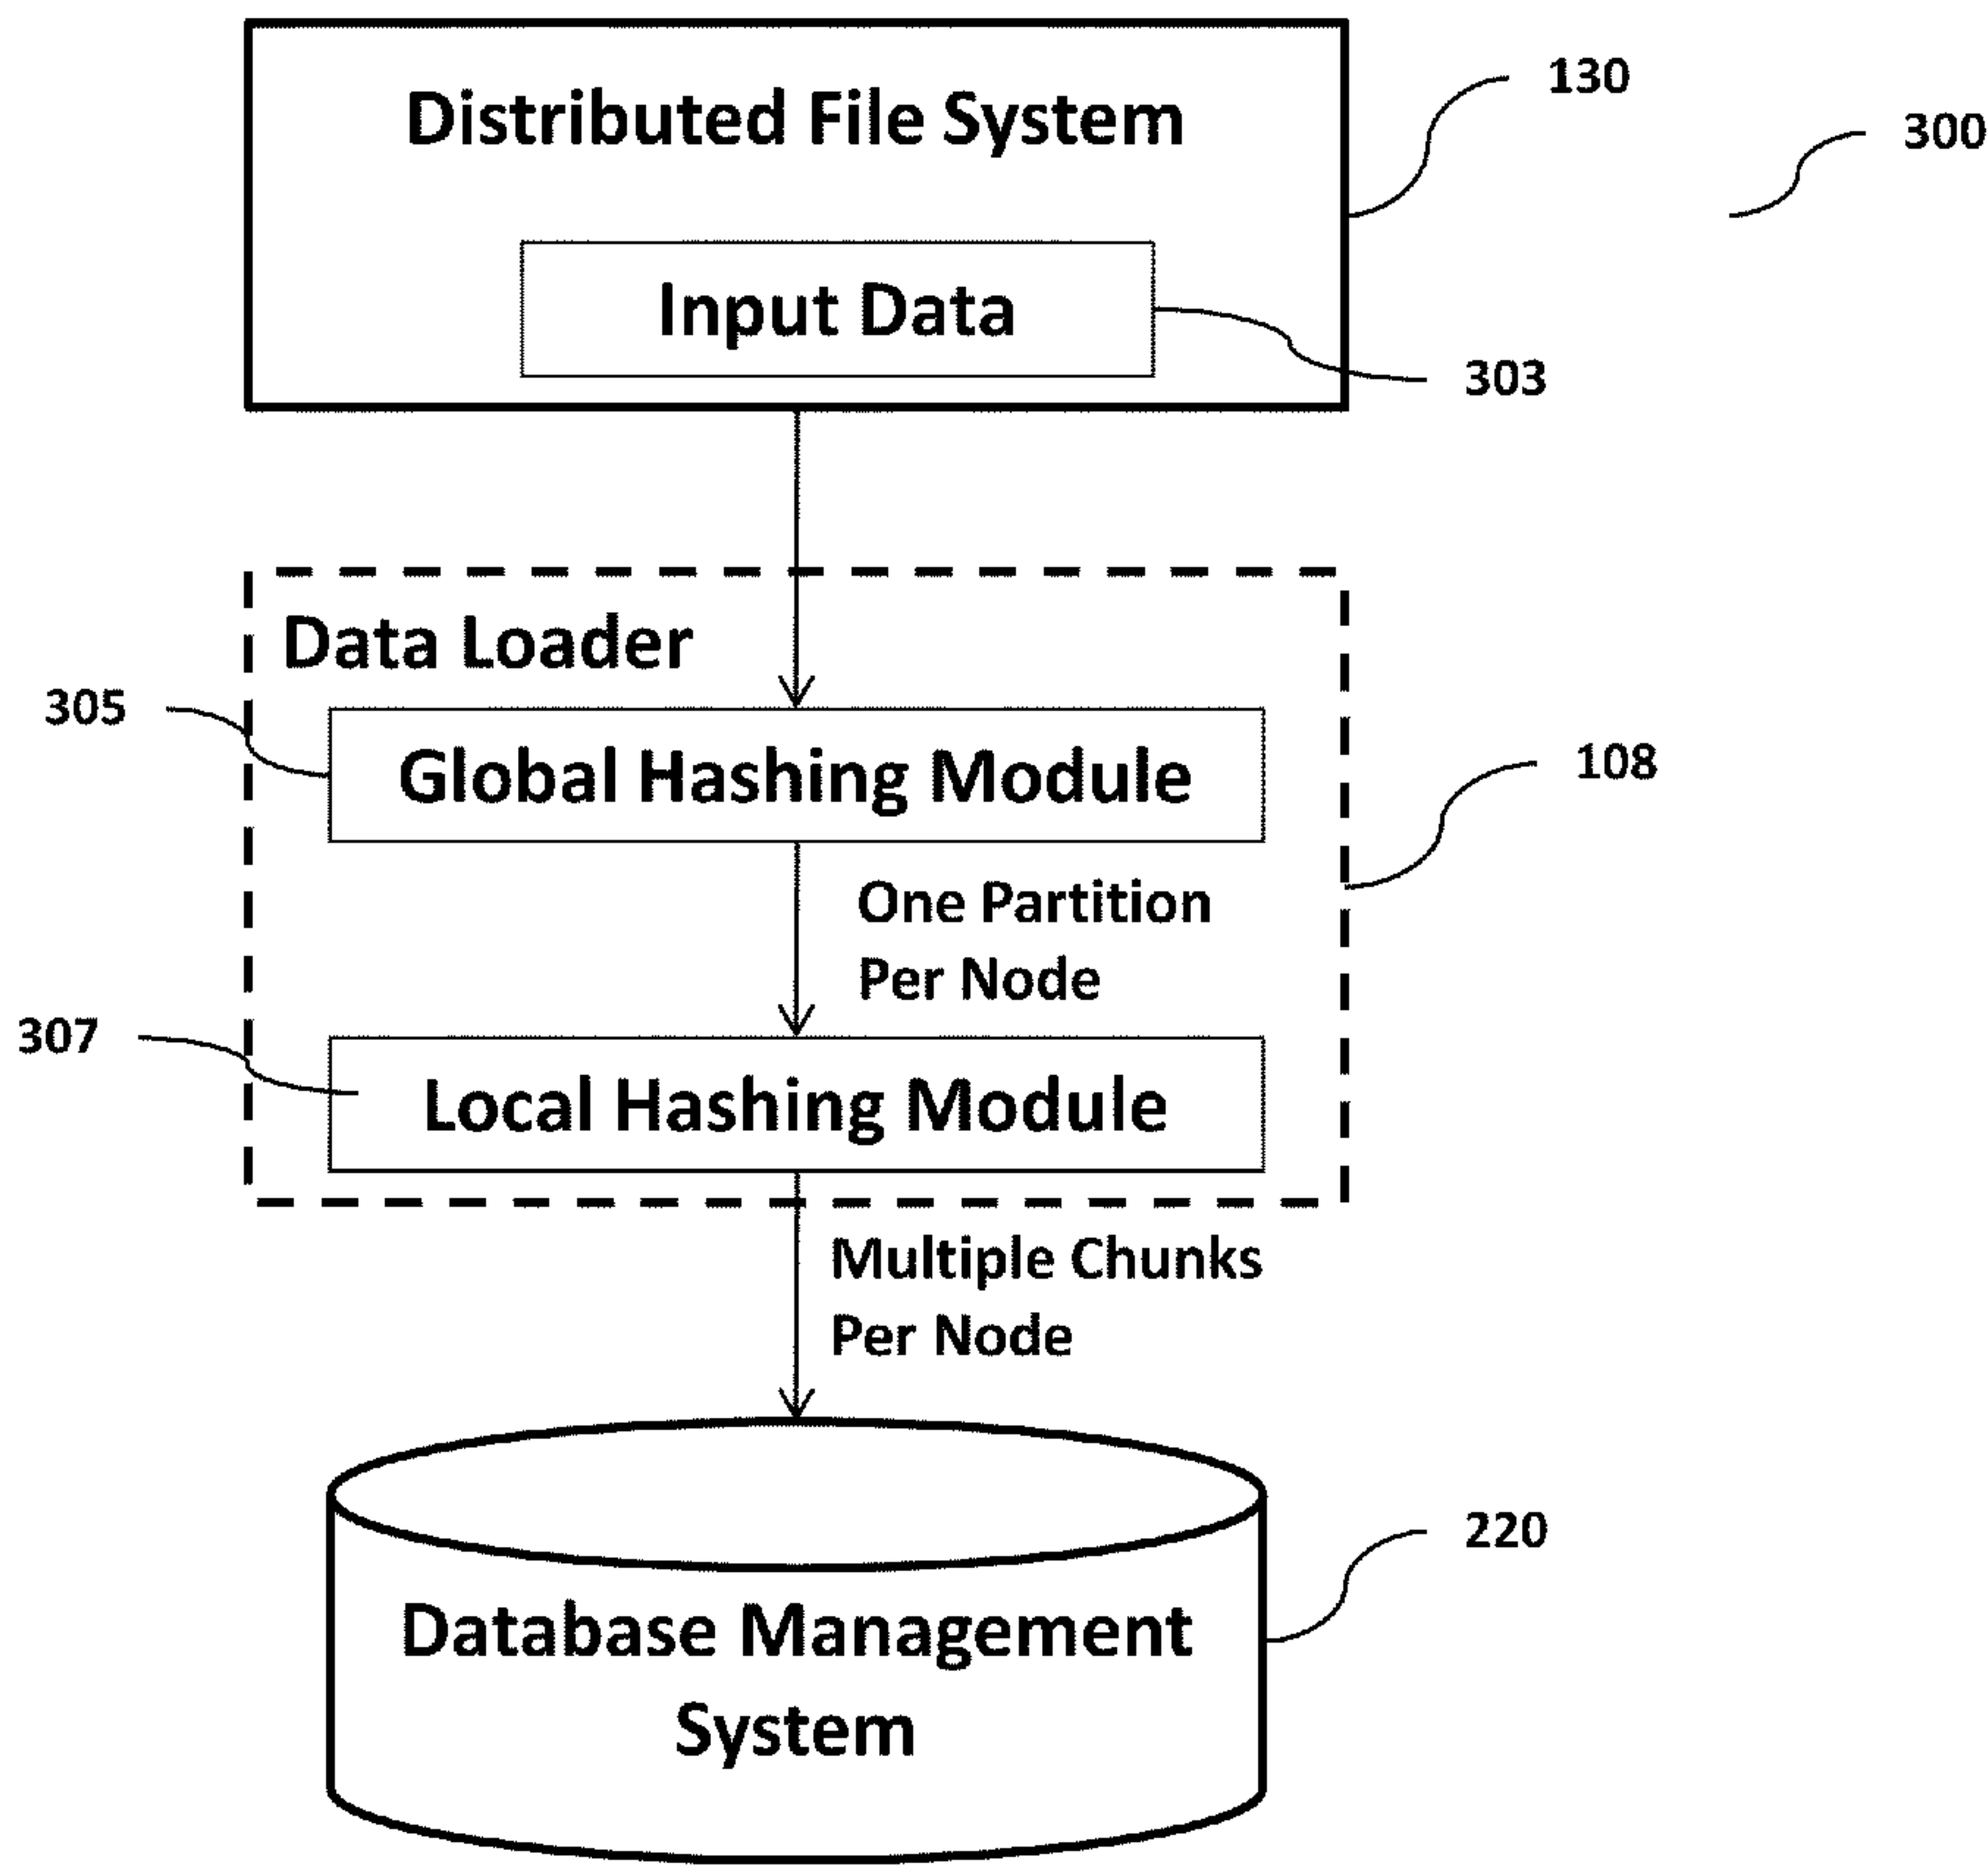 130
300
Distributed File System
Input Data
303
Data Loader
305
Global Hashing Module
108
One Partition
Per Node
307
Local Hashing Module
Multiple Chunks
Per Node
220
Database Management
System